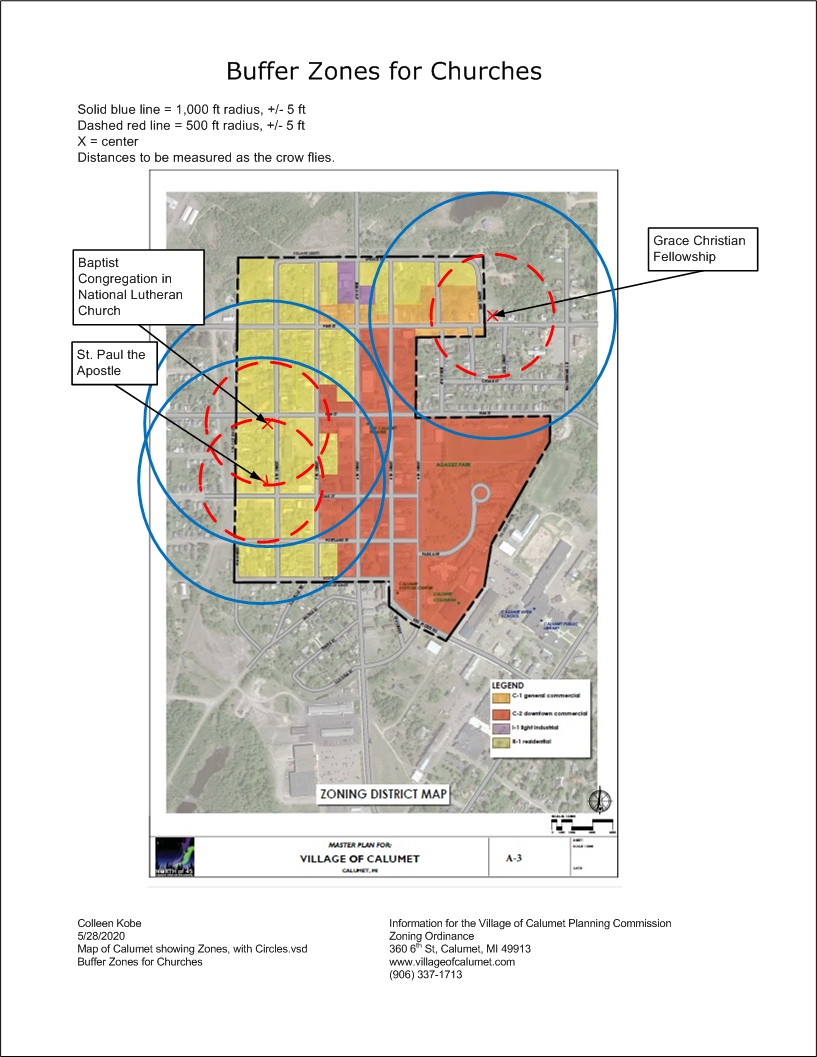 Buffer Zones for Churches
Solid blue line = 1,000 ft radius, +/- 5 ft
Dashed red line = 500 ft radius, +/- 5 ft
X = center
Distances to be measured as the crow flies.
Grace Christian
Fellowship
Baptist
Congregation in
National Lutheran
Church
St. Paul the
Apostle
AGASSIZ PARK
LEGEND
C-1 general commercial
C-2 downtown commercial
I-1 light industrial
R-1 residential
ZONING DISTRICT MAP
MASTER PLAN FOR:
VILLAGE OF CALUMET
CALUMET, MI
A-3
NORTH of 45
Colleen Kobe
5/28/2020
Map of Calumet showing Zones, with Circles.vsd
Buffer Zones for Churches
Information for the Village of Calumet Planning Commission
Zoning Ordinance
360 6th St, Calumet, MI 49913
www.villageofcalumet.com
(906) 337-1713